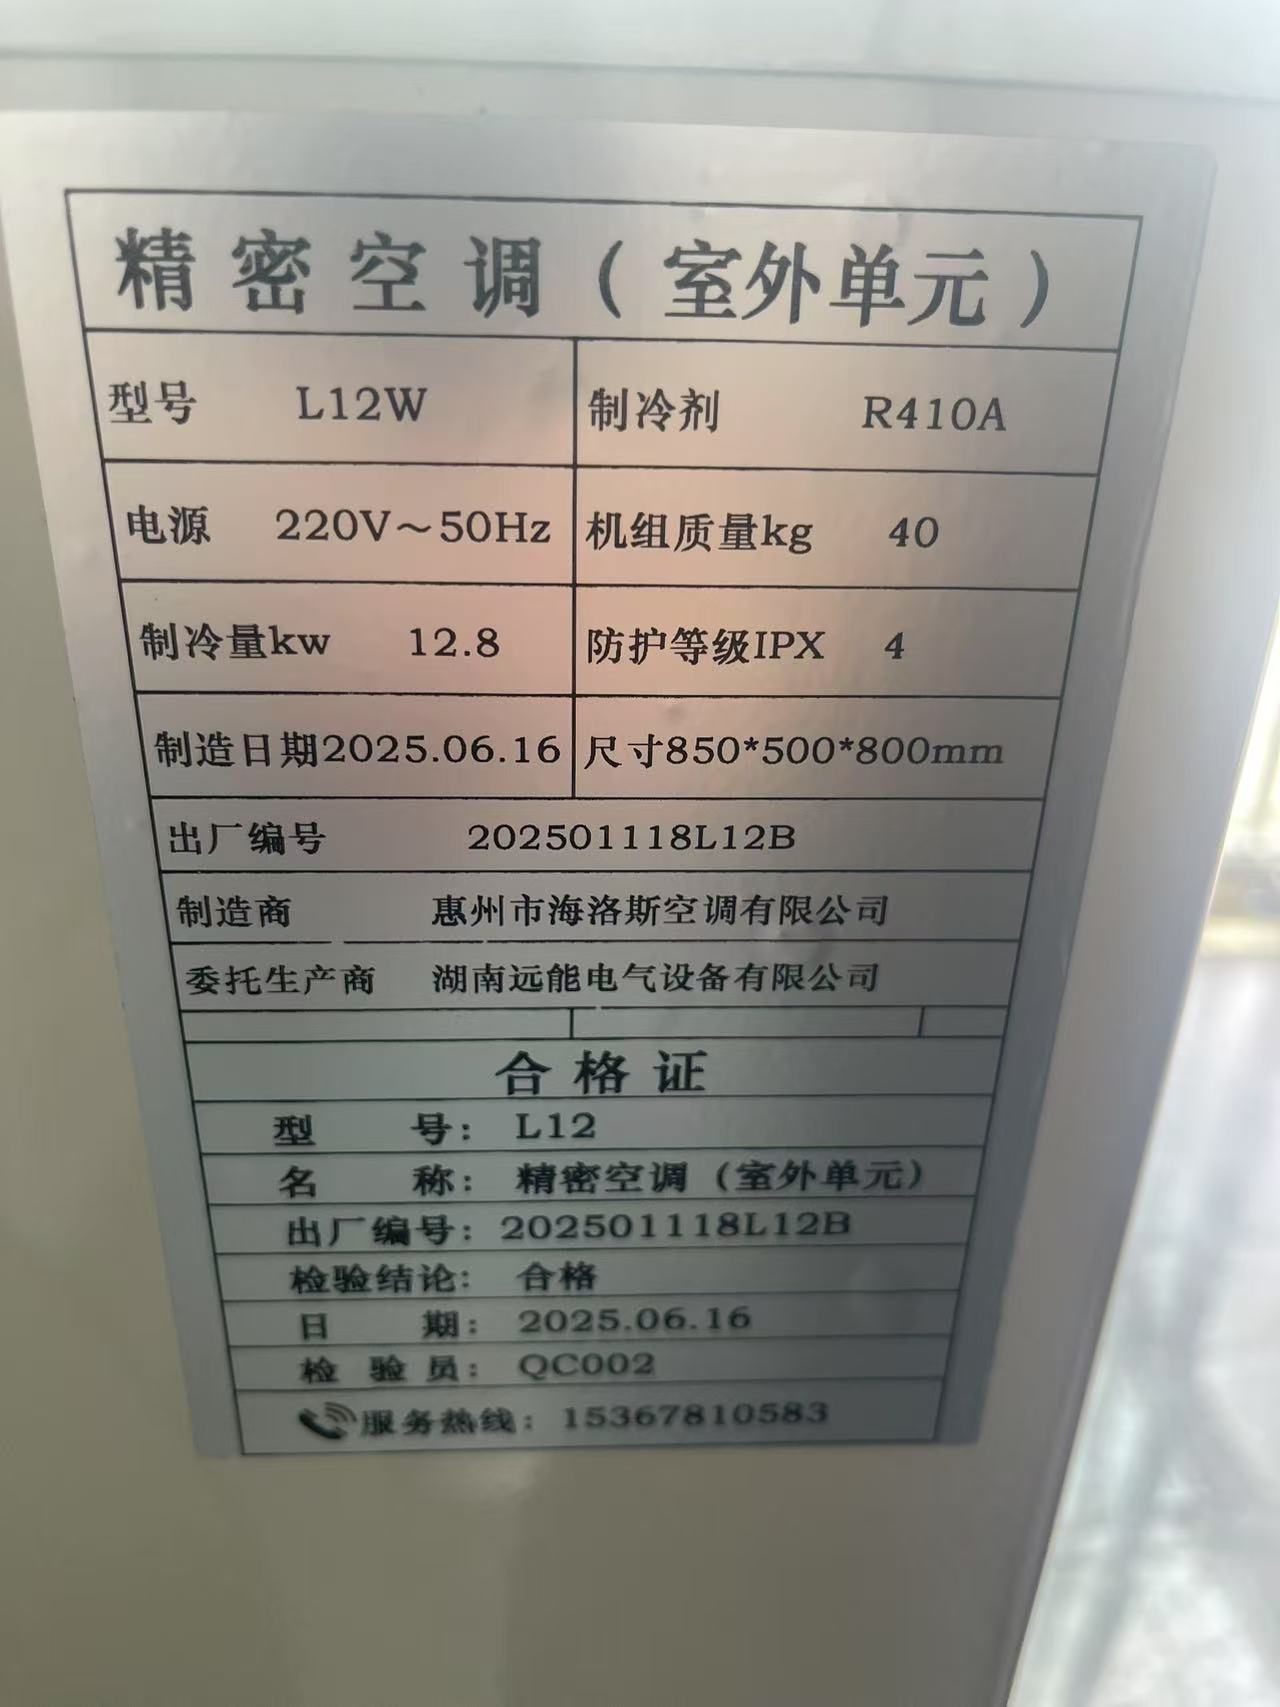 精密空调(室外单元)
型号 L12W 制冷剂 R410A
电源 220V~50Hz 机组质量kg 40
制冷量kw 12.8 防护等级IPX 4
制造日期2025.06.16 尺寸850*500*800mm
出厂编号 202501118L12B
制造商 惠州市海洛斯空调有限公司
委托生产商 湖南远能电气设备有限公司
合格证
型号: L12
名称: 精密空调(室外单元)
出厂编号: 202501118L12B
检验结论: 合格
日期: 2025.06.16
检验员: QC002
服务热线: 15367810583